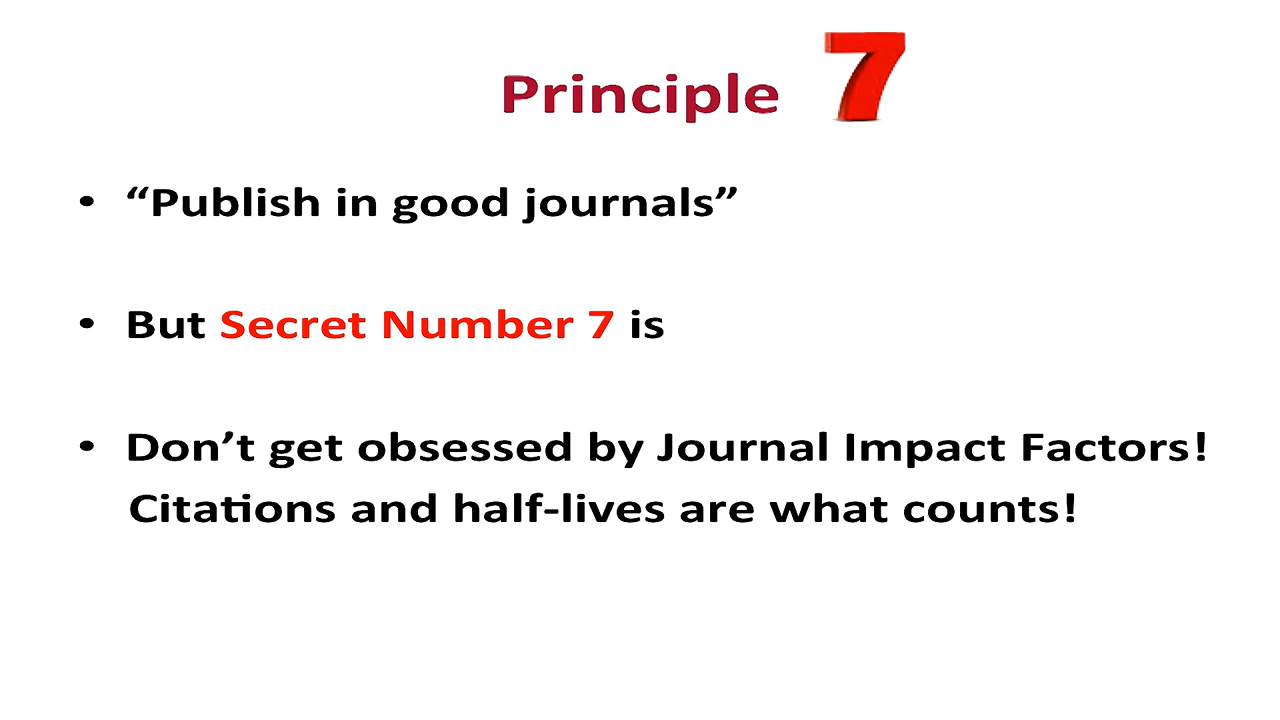 Principle 7
• “Publish in good journals”
• But Secret Number 7 is
• Don’t get obsessed by Journal Impact Factors!
Citations and half-lives are what counts!